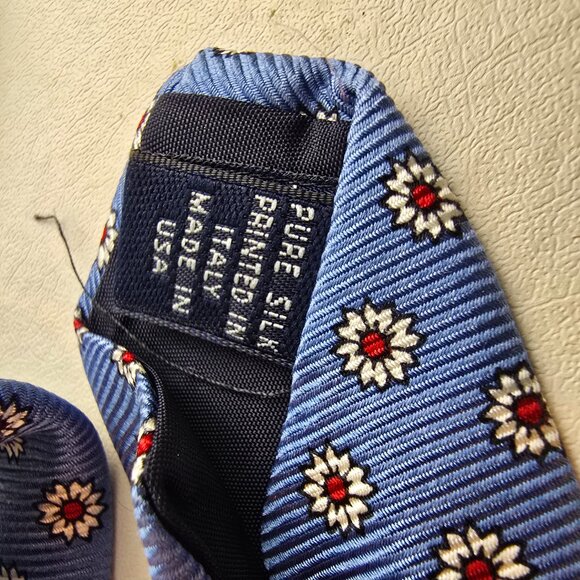 PURE SILK
PRINTED IN
ITALY
MADE IN
USA